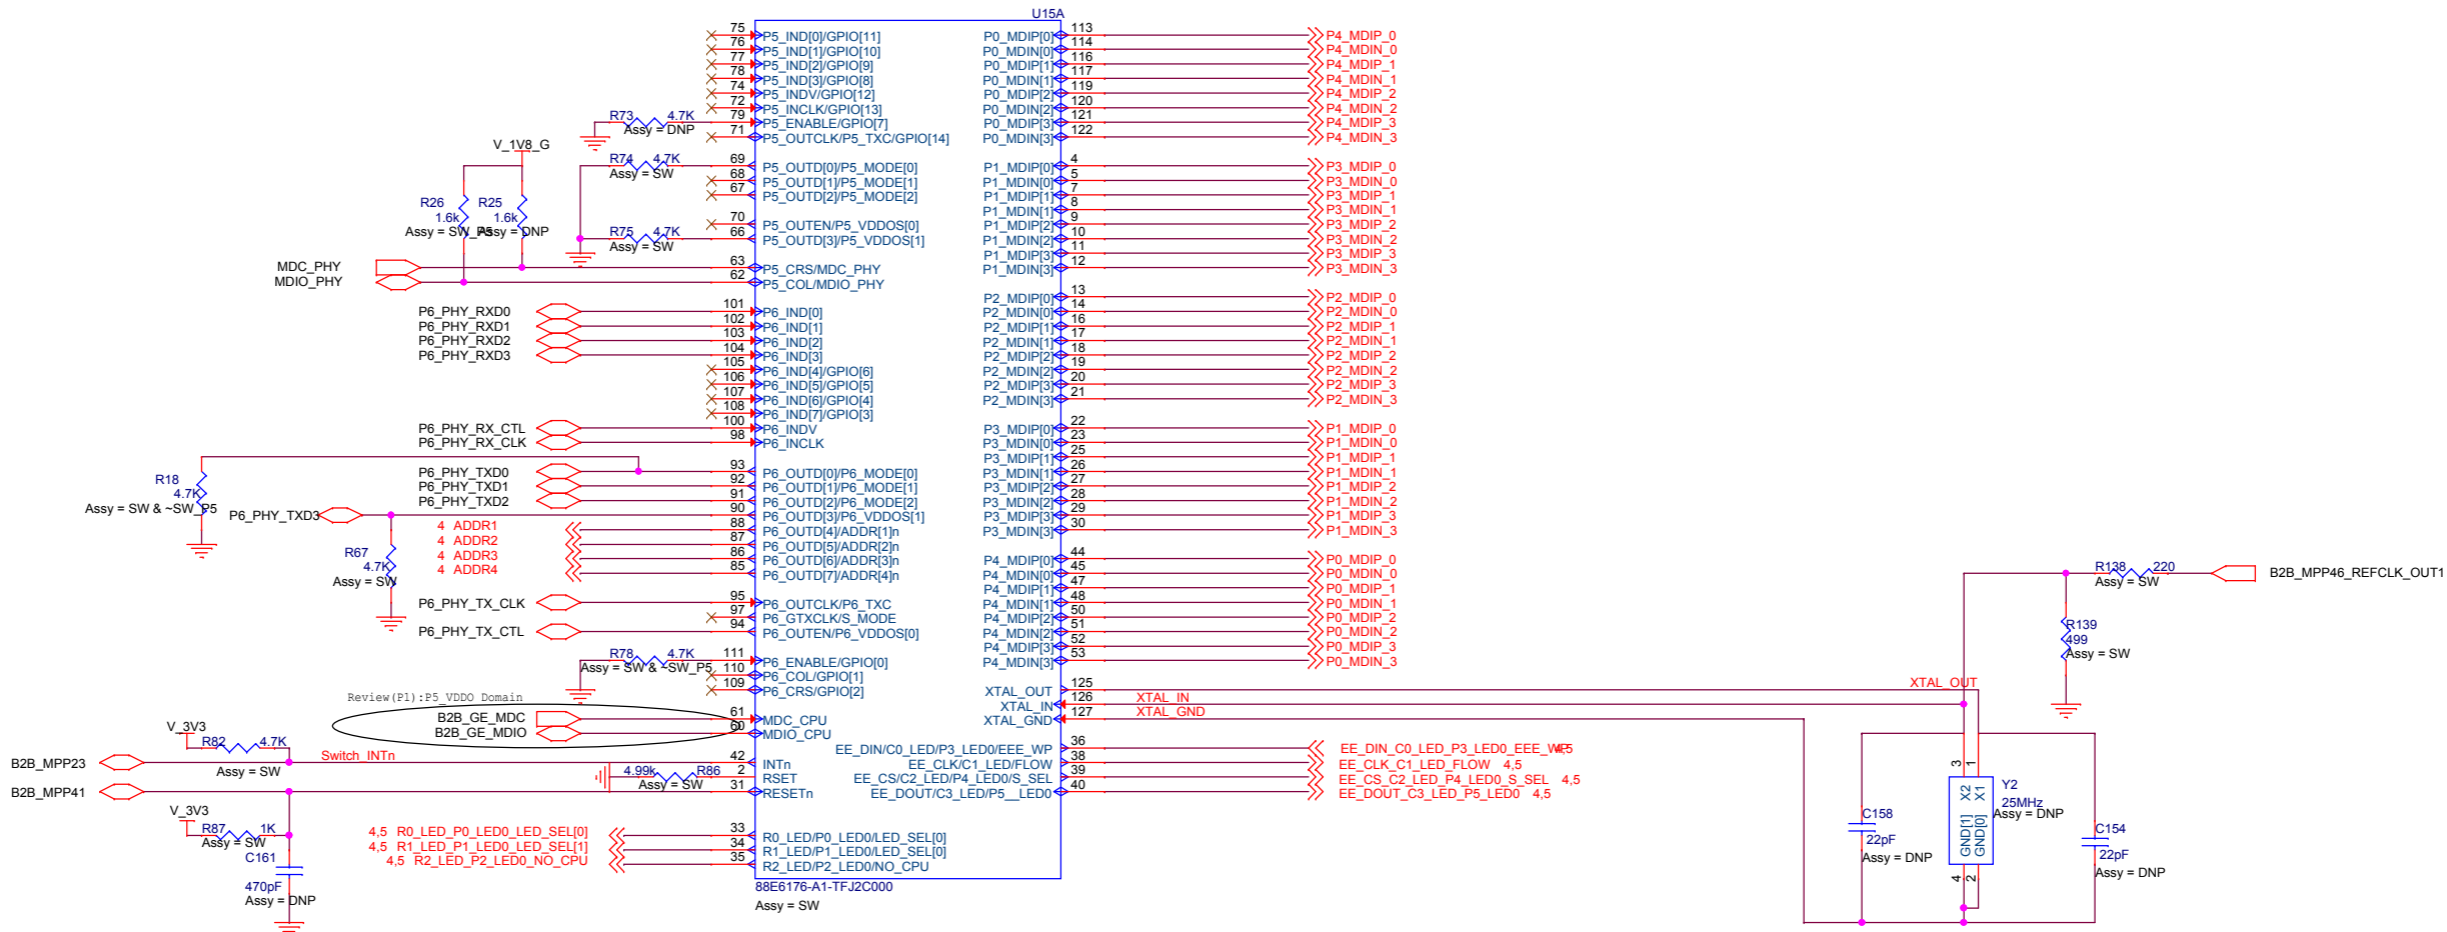 U15A
75 P5_IND[0]/GPIO[11]
76 P5_IND[1]/GPIO[10]
77 P5_IND[2]/GPIO[9]
78 P5_IND[3]/GPIO[8]
74 P5_INDV/GPIO[12]
72 P5_INCLK/GPIO[13]
R73 4.7K 79 P5_ENABLE/GPIO[7]
Assy = DNP
71 P5_OUTCLK/P5_TXC/GPIO[14]
V_1V8_G
R74 4.7K 69 P5_OUTD[0]/P5_MODE[0]
Assy = SW
68 P5_OUTD[1]/P5_MODE[1]
67 P5_OUTD[2]/P5_MODE[2]
R26 R25
1.6k 1.6k
Assy = SW_P5 Assy = DNP
70 P5_OUTEN/P5_VDDOS[0]
R75 4.7K 66 P5_OUTD[3]/P5_VDDOS[1]
Assy = SW
MDC_PHY 63 P5_CRS/MDC_PHY
MDIO_PHY 62 P5_COL/MDIO_PHY
P6_PHY_RXD0 101 P6_IND[0]
P6_PHY_RXD1 102 P6_IND[1]
P6_PHY_RXD2 103 P6_IND[2]
P6_PHY_RXD3 104 P6_IND[3]
105 P6_IND[4]/GPIO[6]
106 P6_IND[5]/GPIO[5]
107 P6_IND[6]/GPIO[4]
108 P6_IND[7]/GPIO[3]
P6_PHY_RX_CTL 100 P6_INDV
P6_PHY_RX_CLK 98 P6_INCLK
P6_PHY_TXD0 93 P6_OUTD[0]/P6_MODE[0]
P6_PHY_TXD1 92 P6_OUTD[1]/P6_MODE[1]
P6_PHY_TXD2 91 P6_OUTD[2]/P6_MODE[2]
R18
4.7K
Assy = SW & ~SW_P5
P6_PHY_TXD3 90 P6_OUTD[3]/P6_VDDOS[1]
4 ADDR1 88 P6_OUTD[4]/ADDR[1]n
4 ADDR2 87 P6_OUTD[5]/ADDR[2]n
4 ADDR3 86 P6_OUTD[6]/ADDR[3]n
4 ADDR4 85 P6_OUTD[7]/ADDR[4]n
R67
4.7K
Assy = SW
P6_PHY_TX_CLK 95 P6_OUTCLK/P6_TXC
97 P6_GTXCLK/S_MODE
P6_PHY_TX_CTL 94 P6_OUTEN/P6_VDDOS[0]
R78 4.7K 111 P6_ENABLE/GPIO[0]
Assy = SW & ~SW_P5
110 P6_COL/GPIO[1]
109 P6_CRS/GPIO[2]
Review(P1):P5_VDDO Domain
B2B_GE_MDC 61 MDC_CPU
B2B_GE_MDIO 60 MDIO_CPU
V_3V3
R82 4.7K
Assy = SW
B2B_MPP23 Switch_INTn 42 INTn
4.99k R86 2 RSET
Assy = SW
B2B_MPP41 31 RESETn
V_3V3
R87 1K
Assy = SW
C161
470pF
Assy = DNP
4,5 R0_LED_P0_LED0_LED_SEL[0] 33 R0_LED/P0_LED0/LED_SEL[0]
4,5 R1_LED_P1_LED0_LED_SEL[1] 34 R1_LED/P1_LED0/LED_SEL[0]
4,5 R2_LED_P2_LED0_NO_CPU 35 R2_LED/P2_LED0/NO_CPU
88E6176-A1-TFJ2C000
Assy = SW
P0_MDIP[0] 113 P4_MDIP_0
P0_MDIN[0] 114 P4_MDIN_0
P0_MDIP[1] 116 P4_MDIP_1
P0_MDIN[1] 117 P4_MDIN_1
P0_MDIP[2] 119 P4_MDIP_2
P0_MDIN[2] 120 P4_MDIN_2
P0_MDIP[3] 121 P4_MDIP_3
P0_MDIN[3] 122 P4_MDIN_3
P1_MDIP[0] 4 P3_MDIP_0
P1_MDIN[0] 5 P3_MDIN_0
P1_MDIP[1] 7 P3_MDIP_1
P1_MDIN[1] 8 P3_MDIN_1
P1_MDIP[2] 9 P3_MDIP_2
P1_MDIN[2] 10 P3_MDIN_2
P1_MDIP[3] 11 P3_MDIP_3
P1_MDIN[3] 12 P3_MDIN_3
P2_MDIP[0] 13 P2_MDIP_0
P2_MDIN[0] 14 P2_MDIN_0
P2_MDIP[1] 16 P2_MDIP_1
P2_MDIN[1] 17 P2_MDIN_1
P2_MDIP[2] 18 P2_MDIP_2
P2_MDIN[2] 19 P2_MDIN_2
P2_MDIP[3] 20 P2_MDIP_3
P2_MDIN[3] 21 P2_MDIN_3
P3_MDIP[0] 22 P1_MDIP_0
P3_MDIN[0] 23 P1_MDIN_0
P3_MDIP[1] 25 P1_MDIP_1
P3_MDIN[1] 26 P1_MDIN_1
P3_MDIP[2] 27 P1_MDIP_2
P3_MDIN[2] 28 P1_MDIN_2
P3_MDIP[3] 29 P1_MDIP_3
P3_MDIN[3] 30 P1_MDIN_3
P4_MDIP[0] 44 P0_MDIP_0
P4_MDIN[0] 45 P0_MDIN_0
P4_MDIP[1] 47 P0_MDIP_1
P4_MDIN[1] 48 P0_MDIN_1
P4_MDIP[2] 50 P0_MDIP_2
P4_MDIN[2] 51 P0_MDIN_2
P4_MDIP[3] 52 P0_MDIP_3
P4_MDIN[3] 53 P0_MDIN_3
XTAL_OUT 125 XTAL_OUT
XTAL_IN 126 XTAL_IN
XTAL_GND 127 XTAL_GND
EE_DIN/C0_LED/P3_LED0/EEE_WP 36 EE_DIN_C0_LED_P3_LED0_EEE_WP 4,5
EE_CLK/C1_LED/FLOW 38 EE_CLK_C1_LED_FLOW 4,5
EE_CS/C2_LED/P4_LED0/S_SEL 39 EE_CS_C2_LED_P4_LED0_S_SEL 4,5
EE_DOUT/C3_LED/P5__LED0 40 EE_DOUT_C3_LED_P5_LED0 4,5
R138 220 B2B_MPP46_REFCLK_OUT1
Assy = SW
R139
499
Assy = SW
3 1
X2 X1
GND[1] GND[0]
4 2
Y2
25MHz
Assy = DNP
C158
22pF
Assy = DNP
C154
22pF
Assy = DNP